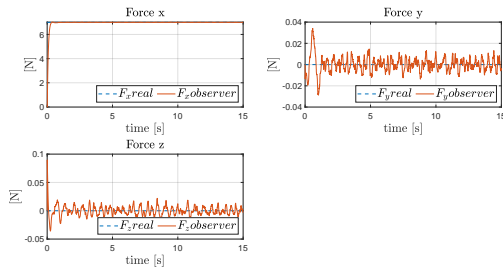 Force x
6
4
2
0
[N]
F_x real F_x observer
0 5 10 15
time [s]
Force y
0.04
0.02
0
-0.02
-0.04
[N]
F_y real F_y observer
0 5 10 15
time [s]
Force z
0.1
0.05
0
-0.05
[N]
F_z real F_z observer
0 5 10 15
time [s]